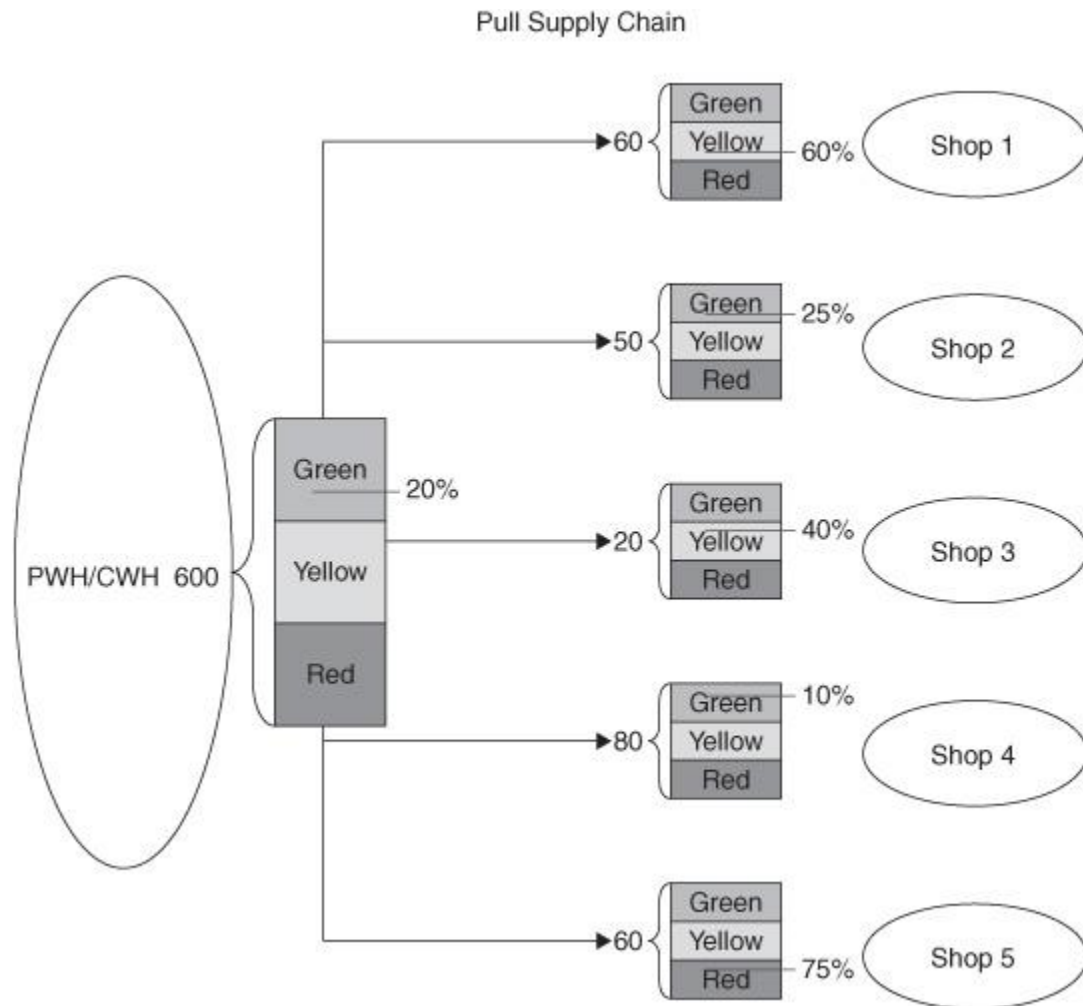 Pull Supply Chain
60
Green
Yellow
Red
60%
Shop 1
50
Green
Yellow
Red
25%
Shop 2
PWH/CWH 600
Green
Yellow
Red
20%
20
Green
Yellow
Red
40%
Shop 3
80
Green
Yellow
Red
10%
Shop 4
60
Green
Yellow
Red
75%
Shop 5